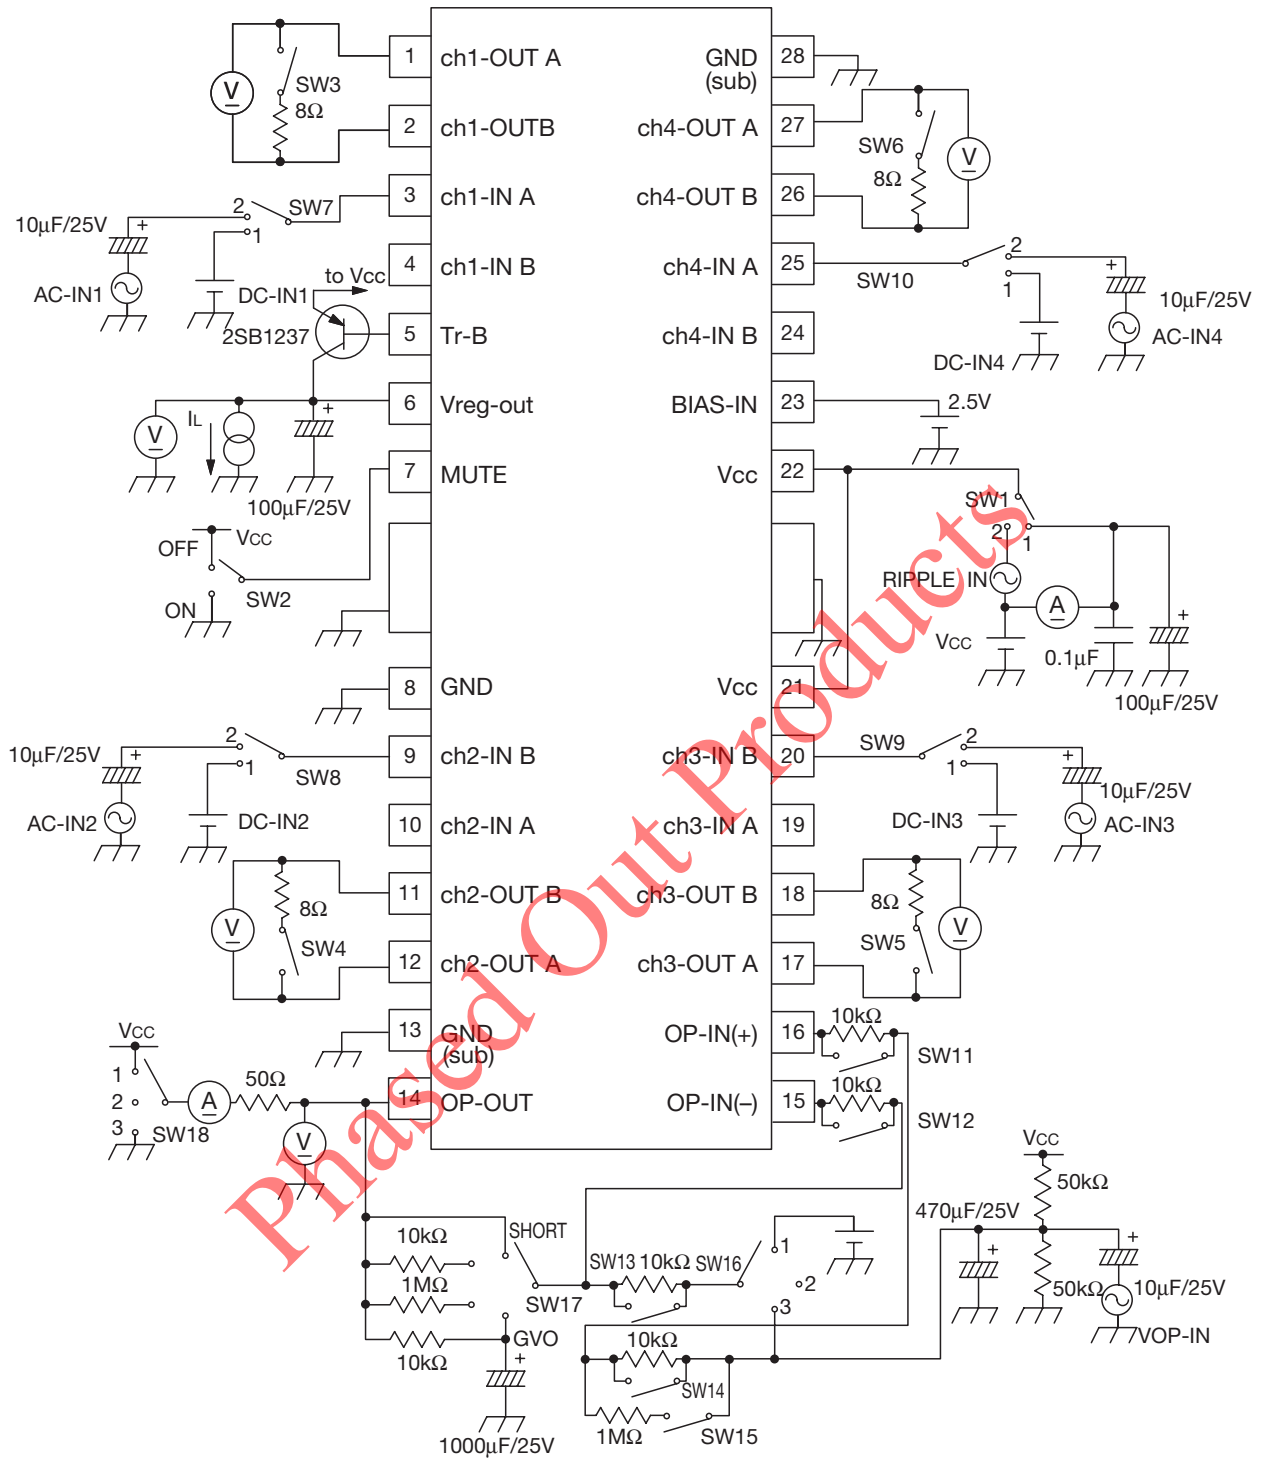 1 ch1-OUT A
2 ch1-OUTB
3 ch1-IN A
4 ch1-IN B
5 Tr-B
6 Vreg-out
7 MUTE
8 GND
9 ch2-IN B
10 ch2-IN A
11 ch2-OUT B
12 ch2-OUT A
13 GND
(sub)
14 OP-OUT
GND 28
(sub)
ch4-OUT A 27
ch4-OUT B 26
ch4-IN A 25
ch4-IN B 24
BIAS-IN 23
Vcc 22
Vcc 21
ch3-IN B 20
ch3-IN A 19
ch3-OUT B 18
ch3-OUT A 17
OP-IN(+) 16
OP-IN(–) 15
V
SW3
8Ω
10μF/25V
+
2
1
SW7
AC-IN1
DC-IN1
to Vcc
2SB1237
V
IL
+
100μF/25V
OFF
VCC
ON
SW2
10μF/25V
+
2
1
SW8
AC-IN2
DC-IN2
V
8Ω
SW4
VCC
1
2
3
SW18
A
50Ω
V
SW6
8Ω
V
SW10
2
1
+
10μF/25V
DC-IN4
AC-IN4
2.5V
SW1
2
1
RIPPLE IN
A
VCC
0.1μF
+
100μF/25V
SW9
2
1
+
10μF/25V
DC-IN3
AC-IN3
8Ω
SW5
V
10kΩ
SW11
10kΩ
SW12
10kΩ
1MΩ
10kΩ
SHORT
SW17
GVO
+
1000μF/25V
SW13
10kΩ
SW16
1
2
3
10kΩ
SW14
1MΩ
SW15
VCC
50kΩ
470μF/25V
+
50kΩ
+
10μF/25V
VOP-IN
Phased Out Products